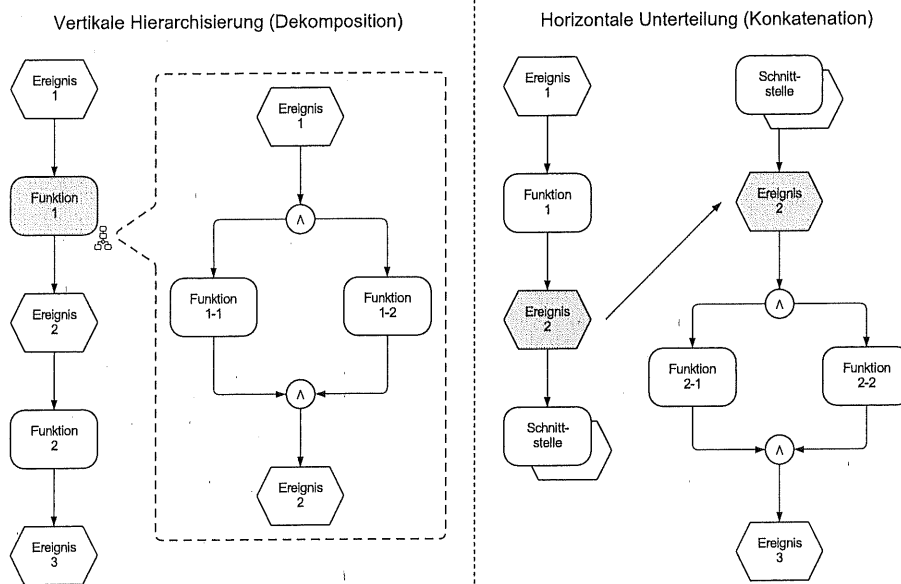 Vertikale Hierarchisierung (Dekomposition)
Ereignis
1
Funktion
1
Ereignis
2
Funktion
2
Ereignis
3
Ereignis
1
∧
Funktion
1-1
Funktion
1-2
∧
Ereignis
2
Horizontale Unterteilung (Konkatenation)
Ereignis
1
Funktion
1
Ereignis
2
Schnitt-
stelle
Schnitt-
stelle
Ereignis
2
∧
Funktion
2-1
Funktion
2-2
∧
Ereignis
3